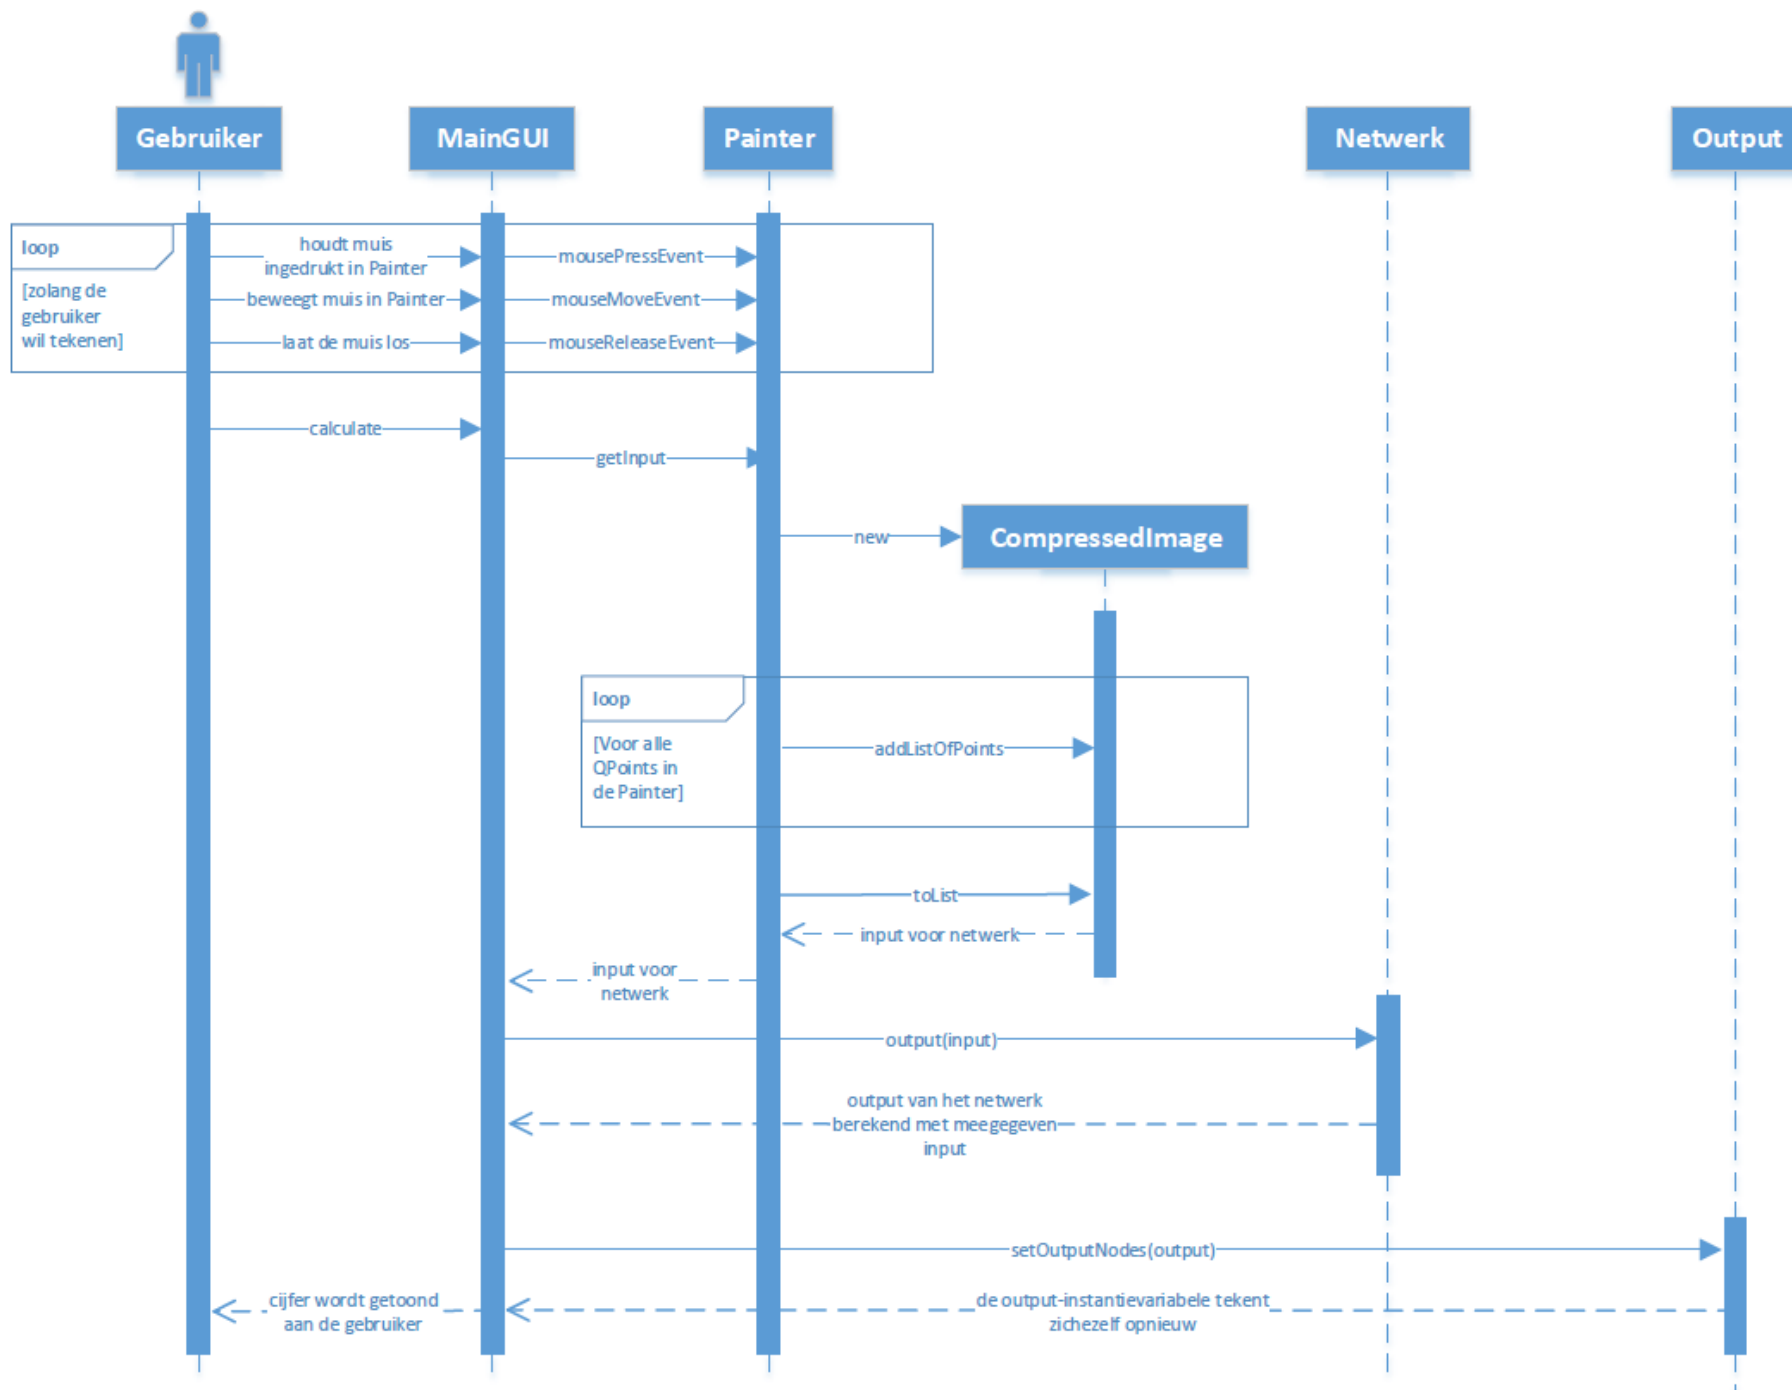 Gebruiker
MainGUI
Painter
Netwerk
Output
loop
[zolang de
gebruiker
wil tekenen]
houdt muis
ingedrukt in Painter
mousePressEvent
beweegt muis in Painter
mouseMoveEvent
laat de muis los
mouseReleaseEvent
calculate
getInput
new
CompressedImage
loop
[Voor alle
QPoints in
de Painter]
addListOfPoints
toList
input voor netwerk
input voor
netwerk
output(input)
output van het netwerk
berekend met meegegeven
input
setOutputNodes(output)
de output-instantievariabele tekent
zichezelf opnieuw
cijfer wordt getoond
aan de gebruiker